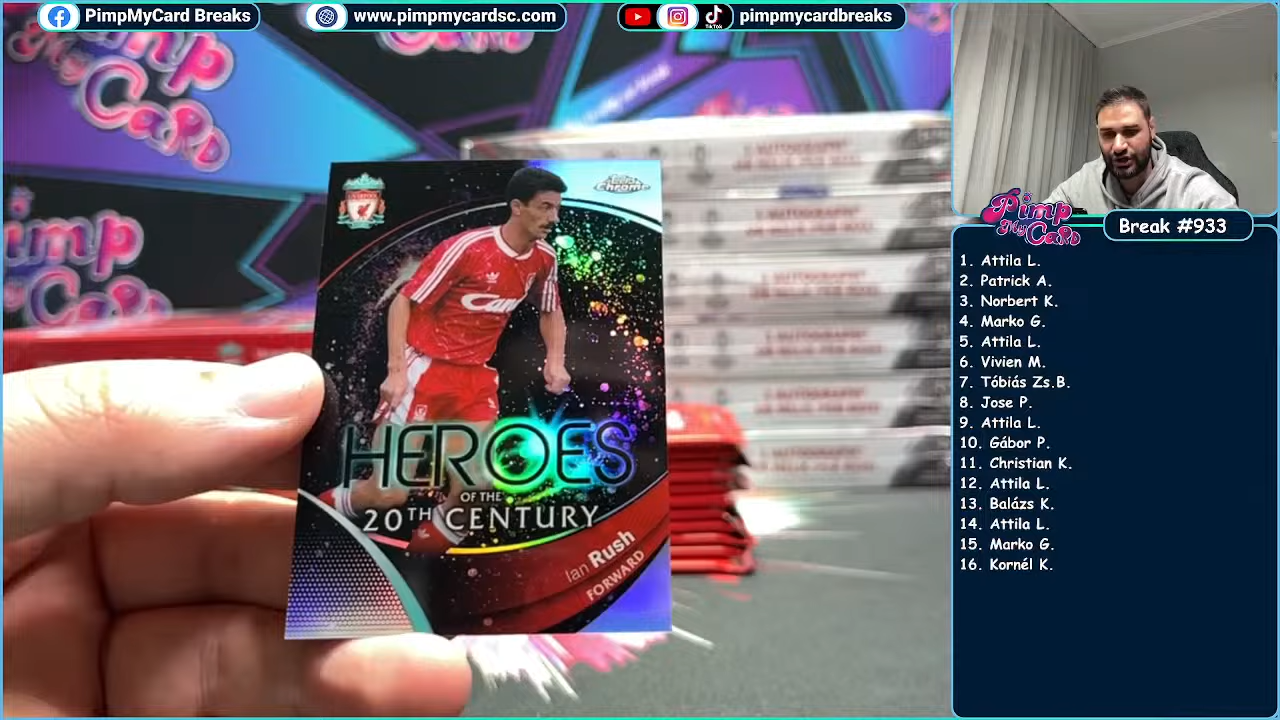 PimpMyCard Breaks
www.pimpmycardsc.com
pimpmycardbreaks
TikTok
Topps
Chrome
HEROES
OF THE
20TH CENTURY
Ian Rush
FORWARD
Pimp
My CaRD
Break #933
1. Attila L.
2. Patrick A.
3. Norbert K.
4. Marko G.
5. Attila L.
6. Vivien M.
7. Tóbiás Zs.B.
8. Jose P.
9. Attila L.
10. Gábor P.
11. Christian K.
12. Attila L.
13. Balázs K.
14. Attila L.
15. Marko G.
16. Kornél K.